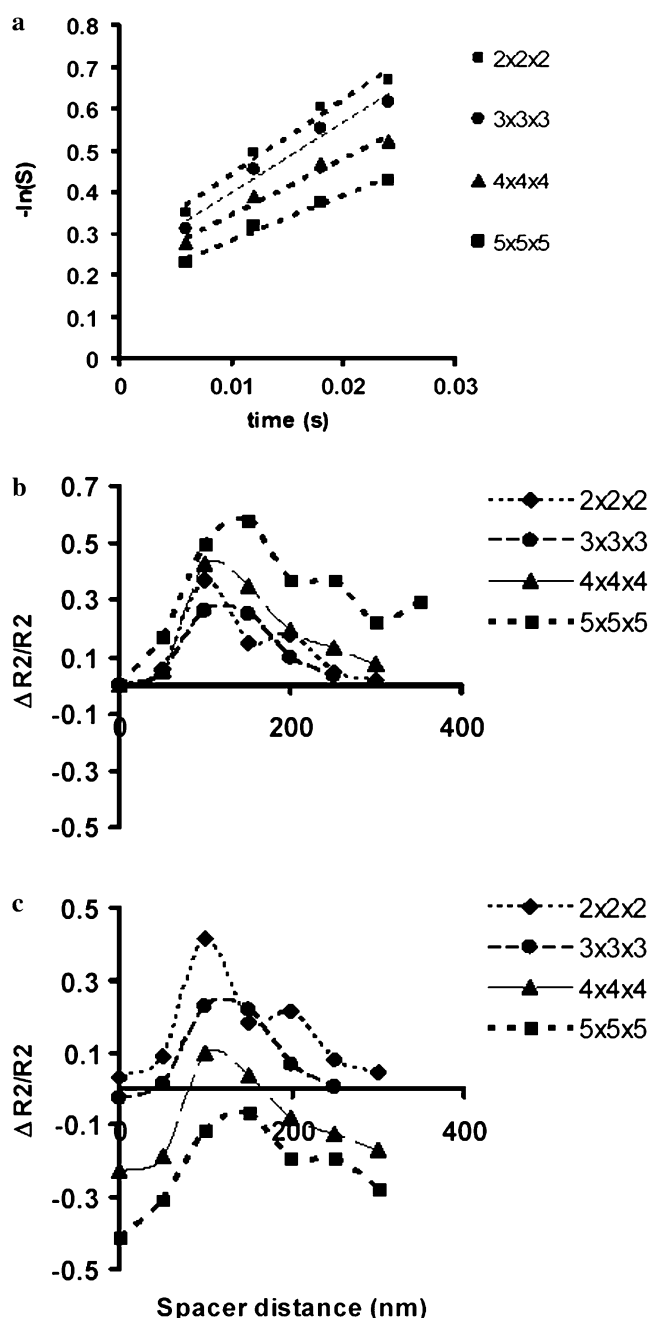 a
0.8
0.7
0.6
0.5
0.4
0.3
0.2
0.1
0
-ln(S)
0
0.01
0.02
0.03
time (s)
2x2x2
3x3x3
4x4x4
5x5x5
b
0.7
0.5
0.3
0.1
-0.1
-0.3
-0.5
Δ R2/R2
0
200
400
2x2x2
3x3x3
4x4x4
5x5x5
c
0.5
0.3
0.1
-0.1
-0.3
-0.5
Δ R2/R2
0
200
400
2x2x2
3x3x3
4x4x4
5x5x5
Spacer distance (nm)